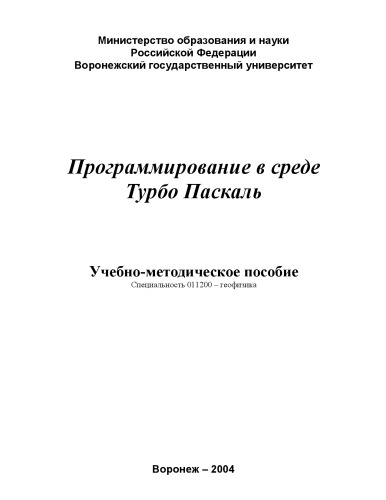 Министерство образования и науки
Российской Федерации
Воронежский государственный университет
Программирование в среде
Турбо Паскаль
Учебно-методическое пособие
Специальность 011200 – геофизика
Воронеж – 2004